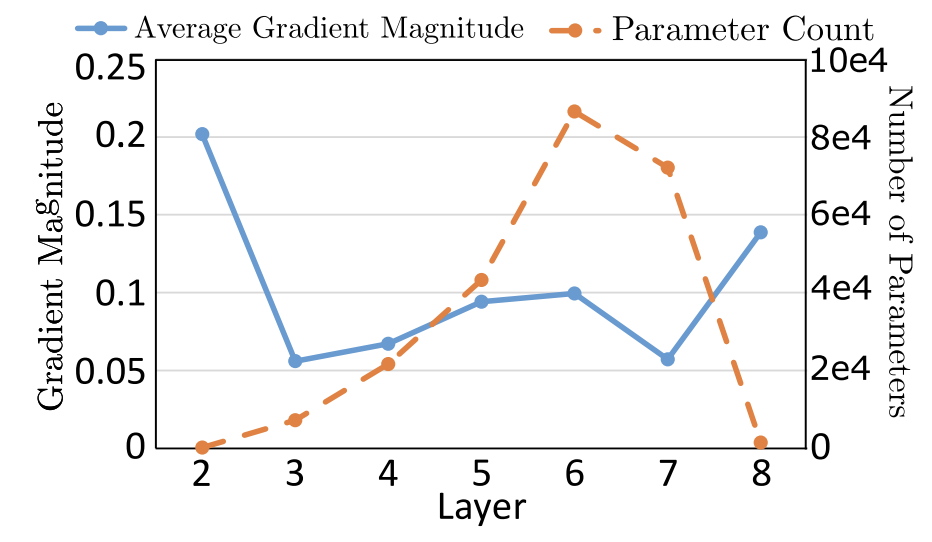 Average Gradient Magnitude
Parameter Count
0.25
0.2
0.15
0.1
0.05
0
Gradient Magnitude
10e4
8e4
6e4
4e4
2e4
0
Number of Parameters
2 3 4 5 6 7 8
Layer